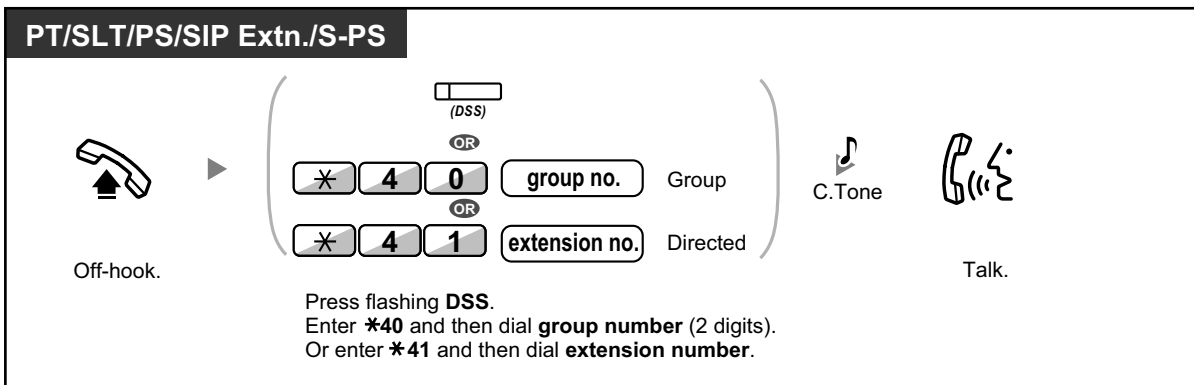 PT/SLT/PS/SIP Extn./S-PS
(DSS)
OR
* 4 0 group no. Group
OR
* 4 1 extension no. Directed
C.Tone
Off-hook.
Talk.
Press flashing DSS.
Enter *40 and then dial group number (2 digits).
Or enter *41 and then dial extension number.